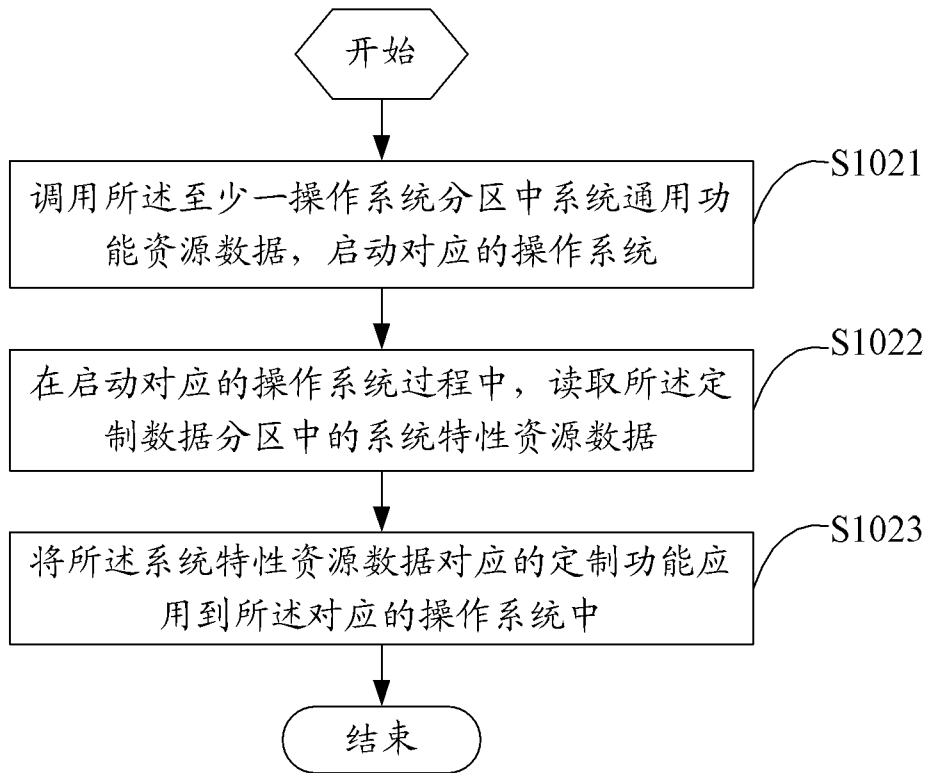 开始
S1021
调用所述至少一操作系统分区中系统通用功
能资源数据，启动对应的操作系统
S1022
在启动对应的操作系统过程中，读取所述定
制数据分区中的系统特性资源数据
S1023
将所述系统特性资源数据对应的定制功能应
用到所述对应的操作系统中
结束